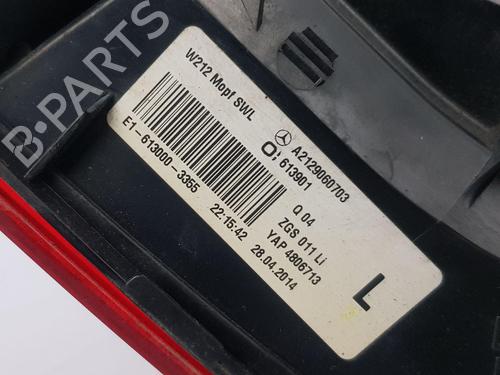 W212 Mopf SWL
A2129060703
613901
E1-613000-3365
22:15:42
28.04.2014
Q 04
ZGS 011 Li
YAP 4806713
L
B-PARTS